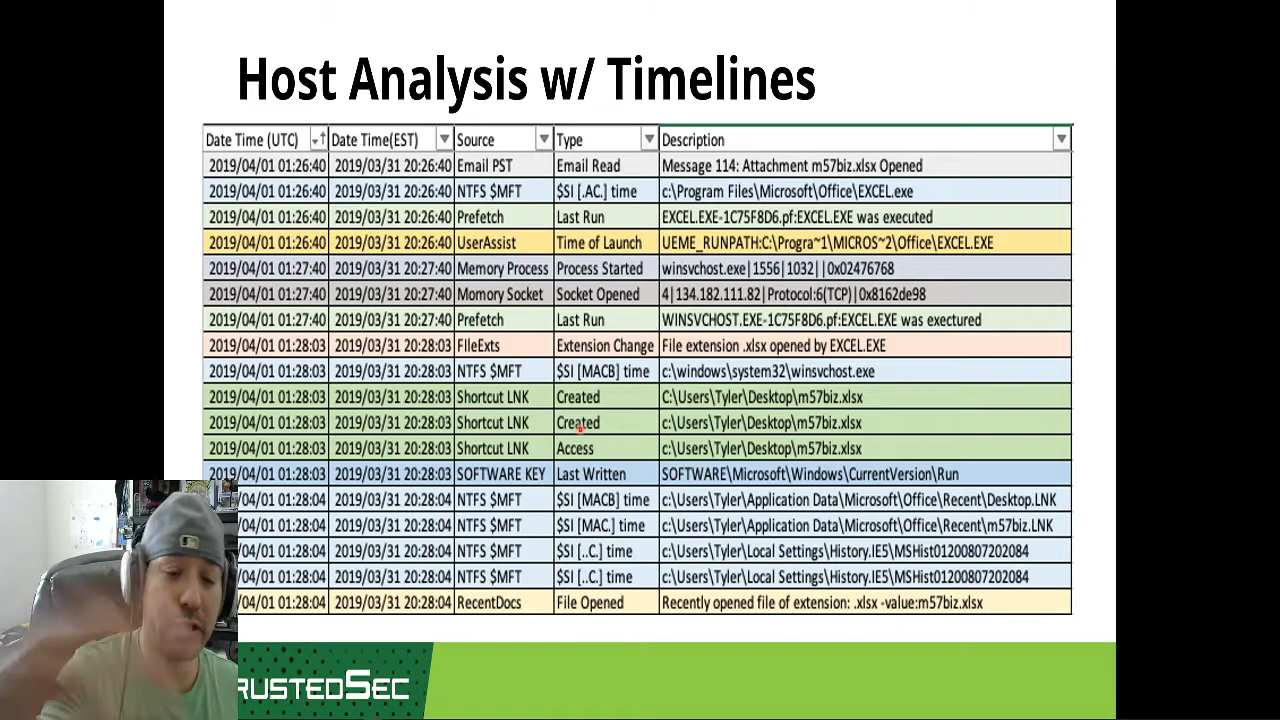 Host Analysis w/ Timelines
Date Time (UTC) Date Time(EST) Source Type Description
2019/04/01 01:26:40 2019/03/31 20:26:40 Email PST Email Read Message 114: Attachment m57biz.xlsx Opened
2019/04/01 01:26:40 2019/03/31 20:26:40 NTFS $MFT $SI [.AC.] time c:\Program Files\Microsoft\Office\EXCEL.exe
2019/04/01 01:26:40 2019/03/31 20:26:40 Prefetch Last Run EXCEL.EXE-1C75F8D6.pf:EXCEL.EXE was executed
2019/04/01 01:26:40 2019/03/31 20:26:40 UserAssist Time of Launch UEME_RUNPATH:C:\Progra~1\MICROS~2\Office\EXCEL.EXE
2019/04/01 01:27:40 2019/03/31 20:27:40 Memory Process Process Started winsvchost.exe|1556|1032||0x02476768
2019/04/01 01:27:40 2019/03/31 20:27:40 Momory Socket Socket Opened 4|134.182.111.82|Protocol:6(TCP)|0x8162de98
2019/04/01 01:27:40 2019/03/31 20:27:40 Prefetch Last Run WINSVCHOST.EXE-1C75F8D6.pf:EXCEL.EXE was exectured
2019/04/01 01:28:03 2019/03/31 20:28:03 FIleExts Extension Change File extension .xlsx opened by EXCEL.EXE
2019/04/01 01:28:03 2019/03/31 20:28:03 NTFS $MFT $SI [MACB] time c:\windows\system32\winsvchost.exe
2019/04/01 01:28:03 2019/03/31 20:28:03 Shortcut LNK Created C:\Users\Tyler\Desktop\m57biz.xlsx
2019/04/01 01:28:03 2019/03/31 20:28:03 Shortcut LNK Created c:\Users\Tyler\Desktop\m57biz.xlsx
2019/04/01 01:28:03 2019/03/31 20:28:03 Shortcut LNK Access c:\Users\Tyler\Desktop\m57biz.xlsx
2019/04/01 01:28:03 2019/03/31 20:28:03 SOFTWARE KEY Last Written SOFTWARE\Microsoft\Windows\CurrentVersion\Run
/04/01 01:28:04 2019/03/31 20:28:04 NTFS $MFT $SI [MACB] time c:\Users\Tyler\Application Data\Microsoft\Office\Recent\Desktop.LNK
/04/01 01:28:04 2019/03/31 20:28:04 NTFS $MFT $SI [MAC.] time c:\Users\Tyler\Application Data\Microsoft\Office\Recent\m57biz.LNK
/04/01 01:28:04 2019/03/31 20:28:04 NTFS $MFT $SI [..C.] time c:\Users\Tyler\Local Settings\History.IE5\MSHist01200807202084
/04/01 01:28:04 2019/03/31 20:28:04 NTFS $MFT $SI [..C.] time c:\Users\Tyler\Local Settings\History.IE5\MSHist01200807202084
/04/01 01:28:04 2019/03/31 20:28:04 RecentDocs File Opened Recently opened file of extension: .xlsx -value:m57biz.xlsx
RUSTEDSEC